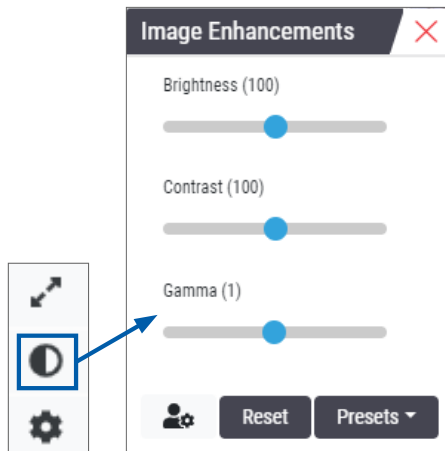 Image Enhancements
Brightness (100)
Contrast (100)
Gamma (1)
Reset Presets